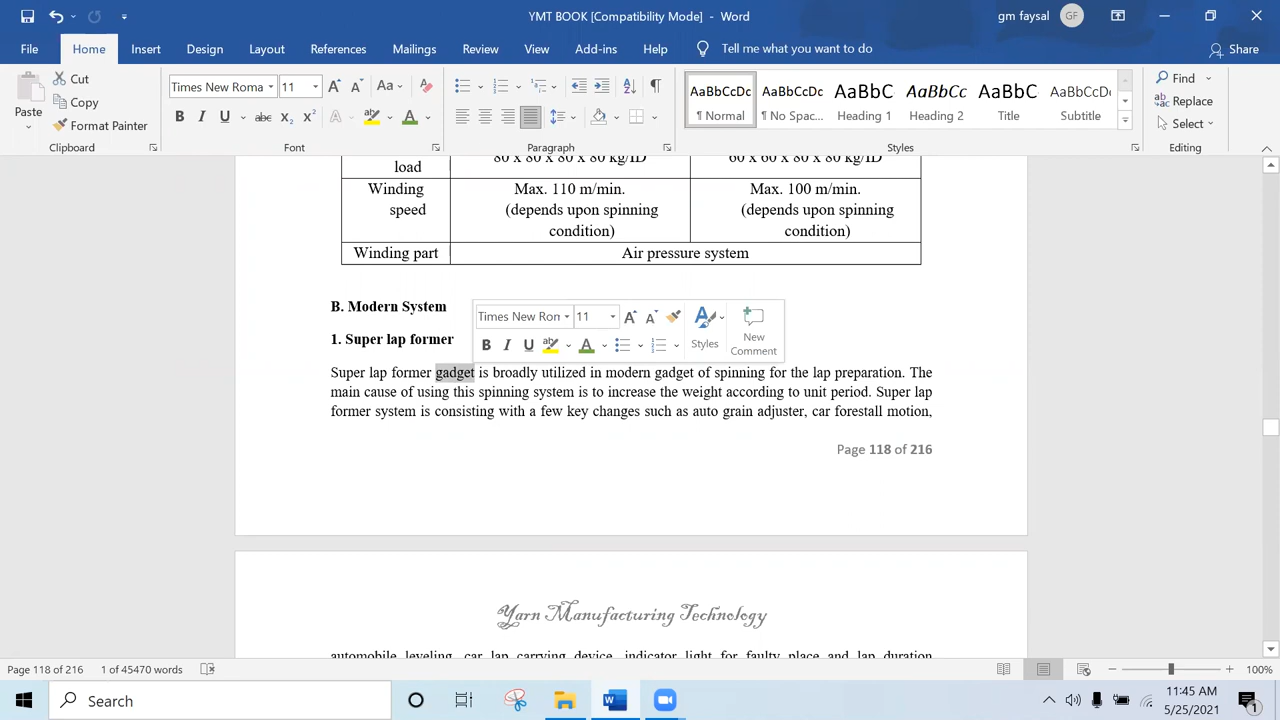 YMT BOOK [Compatibility Mode] - Word
gm faysal
GF
File
Home
Insert
Design
Layout
References
Mailings
Review
View
Add-ins
Help
Tell me what you want to do
Share
Paste
Cut
Copy
Format Painter
Clipboard
Times New Roma
11
Font
Paragraph
AaBbCcDc
¶ Normal
AaBbCcDc
¶ No Spac...
AaBbC
Heading 1
AaBbCc
Heading 2
AaBbC
Title
AaBbCcDc
Subtitle
Styles
Find
Replace
Select
Editing
load
80 x 80 x 80 x 80 kg/ID
60 x 60 x 80 x 80 kg/ID
Winding speed
Max. 110 m/min.
(depends upon spinning
condition)
Max. 100 m/min.
(depends upon spinning
condition)
Winding part
Air pressure system
B. Modern System
1. Super lap former
Times New Ron
11
Styles
New Comment
Super lap former gadget is broadly utilized in modern gadget of spinning for the lap preparation. The
main cause of using this spinning system is to increase the weight according to unit period. Super lap
former system is consisting with a few key changes such as auto grain adjuster, car forestall motion,
Page 118 of 216
Yarn Manufacturing Technology
automobile leveling, car lap carrying device, indicator light for faulty place and lap duration
Page 118 of 216
1 of 45470 words
100%
Search
11:45 AM
5/25/2021
1